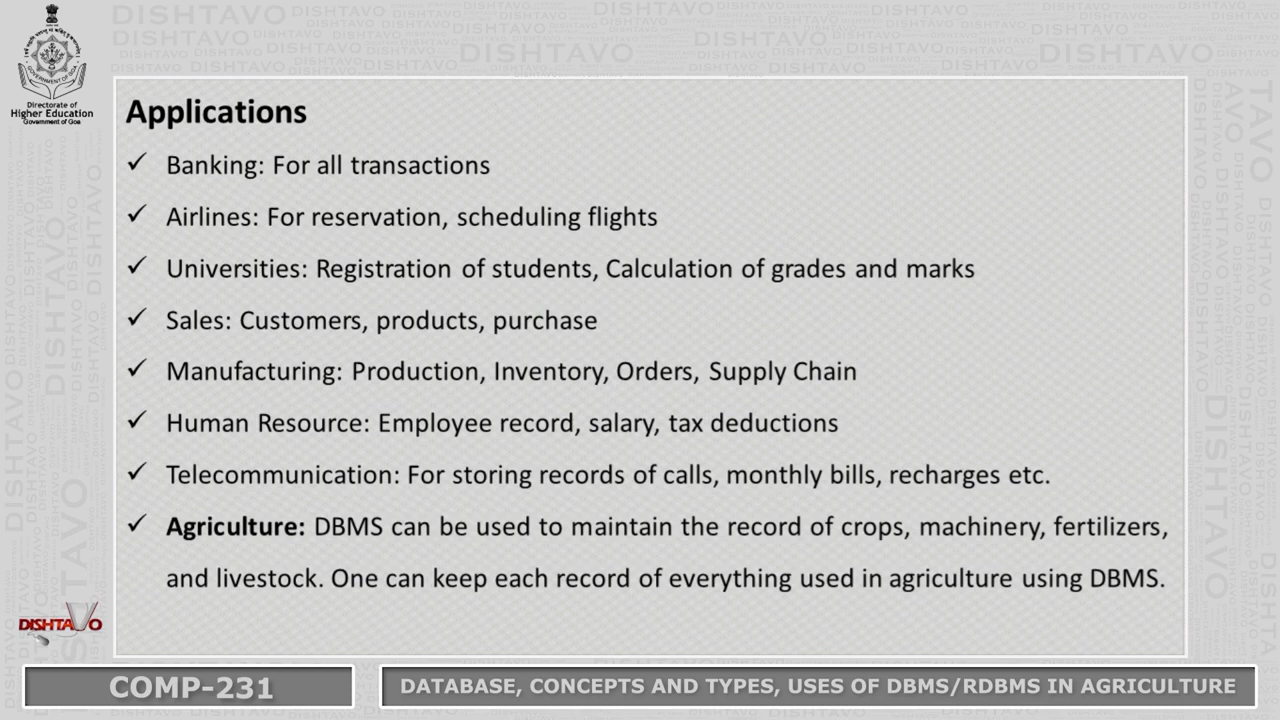 Directorate of
Higher Education
Government of Goa
Applications
✓ Banking: For all transactions
✓ Airlines: For reservation, scheduling flights
✓ Universities: Registration of students, Calculation of grades and marks
✓ Sales: Customers, products, purchase
✓ Manufacturing: Production, Inventory, Orders, Supply Chain
✓ Human Resource: Employee record, salary, tax deductions
✓ Telecommunication: For storing records of calls, monthly bills, recharges etc.
✓ Agriculture: DBMS can be used to maintain the record of crops, machinery, fertilizers,
and livestock. One can keep each record of everything used in agriculture using DBMS.
DISHTAVO
COMP-231
DATABASE, CONCEPTS AND TYPES, USES OF DBMS/RDBMS IN AGRICULTURE